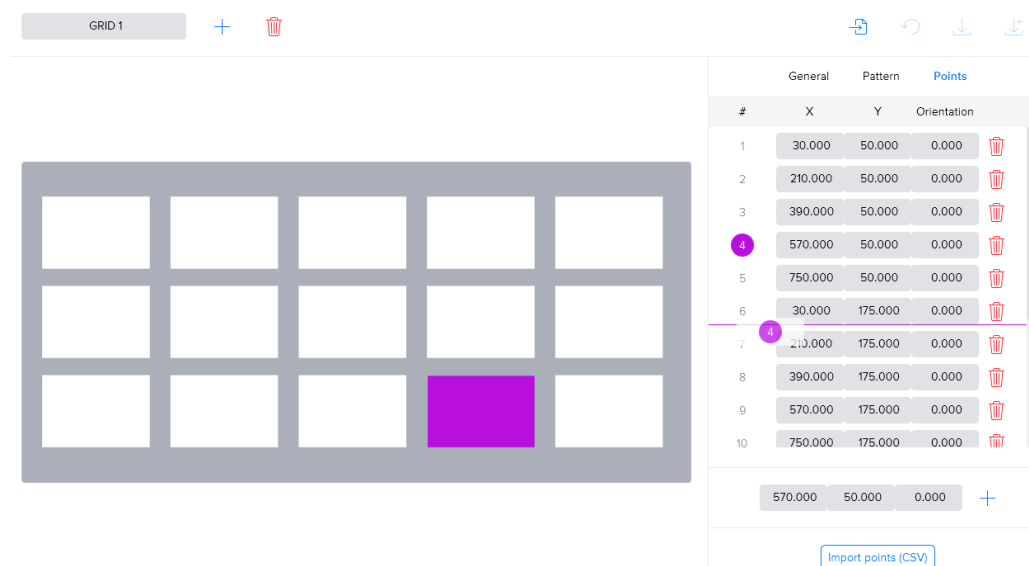 GRID 1
General Pattern Points
# X Y Orientation
1 30.000 50.000 0.000
2 210.000 50.000 0.000
3 390.000 50.000 0.000
4 570.000 50.000 0.000
5 750.000 50.000 0.000
6 30.000 175.000 0.000
4
7 210.000 175.000 0.000
8 390.000 175.000 0.000
9 570.000 175.000 0.000
10 750.000 175.000 0.000
570.000 50.000 0.000
Import points (CSV)